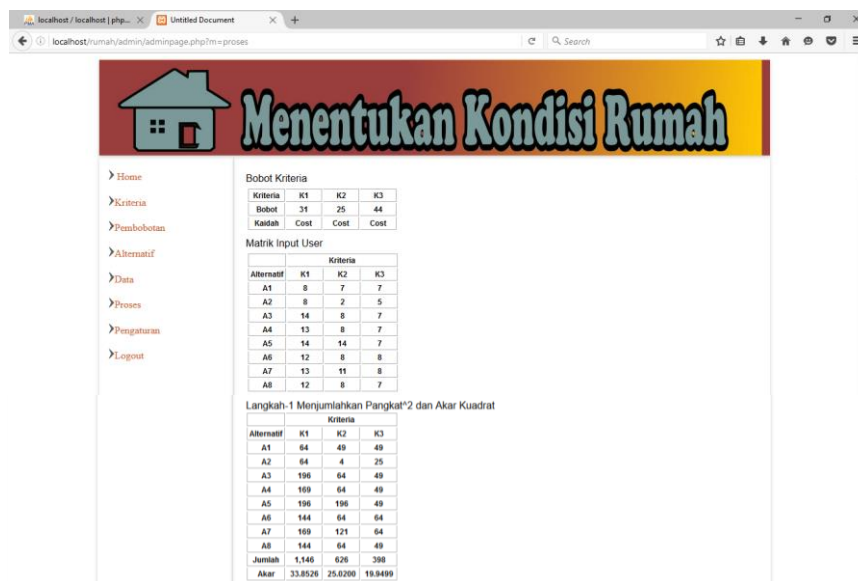 localhost / localhost | php...
Untitled Document
localhost/rumah/admin/adminpage.php?m=proses
Search
Menentukan Kondisi Rumah
Home
Kriteria
Pembobotan
Alternatif
Data
Proses
Pengaturan
Logout
Bobot Kriteria
Kriteria K1 K2 K3
Bobot 31 25 44
Kaidah Cost Cost Cost
Matrik Input User
Kriteria
Alternatif K1 K2 K3
A1 8 7 7
A2 8 2 5
A3 14 8 7
A4 13 8 7
A5 14 14 7
A6 12 8 8
A7 13 11 8
A8 12 8 7
Langkah-1 Menjumlahkan Pangkat^2 dan Akar Kuadrat
Kriteria
Alternatif K1 K2 K3
A1 64 49 49
A2 64 4 25
A3 196 64 49
A4 169 64 49
A5 196 196 49
A6 144 64 64
A7 169 121 64
A8 144 64 49
Jumlah 1,146 626 398
Akar 33.8526 25.0200 19.9499